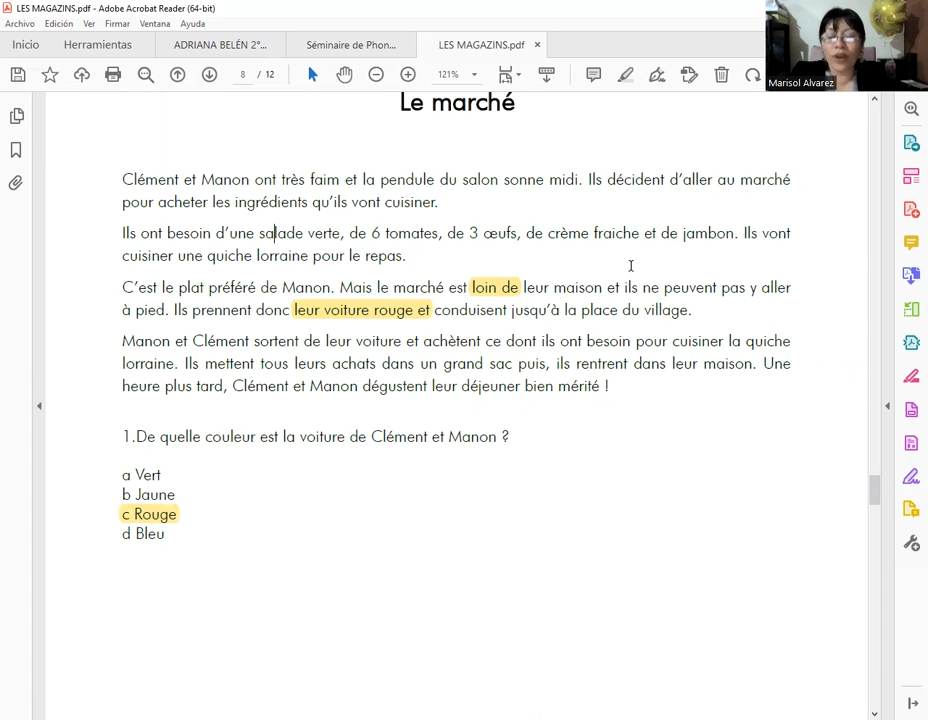 LES MAGAZINS.pdf - Adobe Acrobat Reader (64-bit)
Archivo Edición Ver Firmar Ventana Ayuda
Inicio Herramientas ADRIANA BELÉN 2°... Séminaire de Phon... LES MAGAZINS.pdf ×
8 / 12 121%
Marisol Alvarez
Le marché
Clément et Manon ont très faim et la pendule du salon sonne midi. Ils décident d'aller au marché
pour acheter les ingrédients qu'ils vont cuisiner.
Ils ont besoin d'une salade verte, de 6 tomates, de 3 œufs, de crème fraiche et de jambon. Ils vont
cuisiner une quiche lorraine pour le repas.
C'est le plat préféré de Manon. Mais le marché est loin de leur maison et ils ne peuvent pas y aller
à pied. Ils prennent donc leur voiture rouge et conduisent jusqu'à la place du village.
Manon et Clément sortent de leur voiture et achètent ce dont ils ont besoin pour cuisiner la quiche
lorraine. Ils mettent tous leurs achats dans un grand sac puis, ils rentrent dans leur maison. Une
heure plus tard, Clément et Manon dégustent leur déjeuner bien mérité !
1.De quelle couleur est la voiture de Clément et Manon ?
a Vert
b Jaune
c Rouge
d Bleu